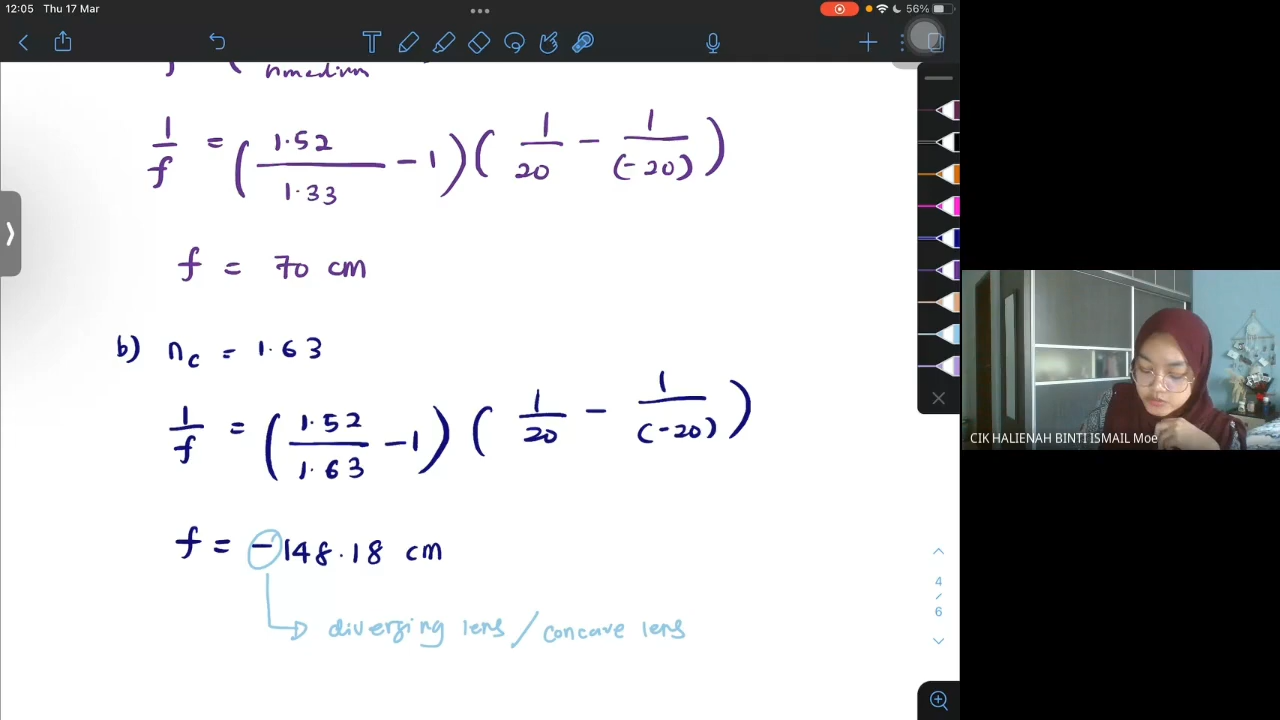 12:05 Thu 17 Mar
56%
n medium
1/f = (1.52/1.33 - 1)(1/20 - 1/(-20))
f = 70 cm
b) nc = 1.63
1/f = (1.52/1.63 - 1)(1/20 - 1/(-20))
f = -148.18 cm
diverging lens / concave lens
4
/
6
CIK HALIENAH BINTI ISMAIL Moe